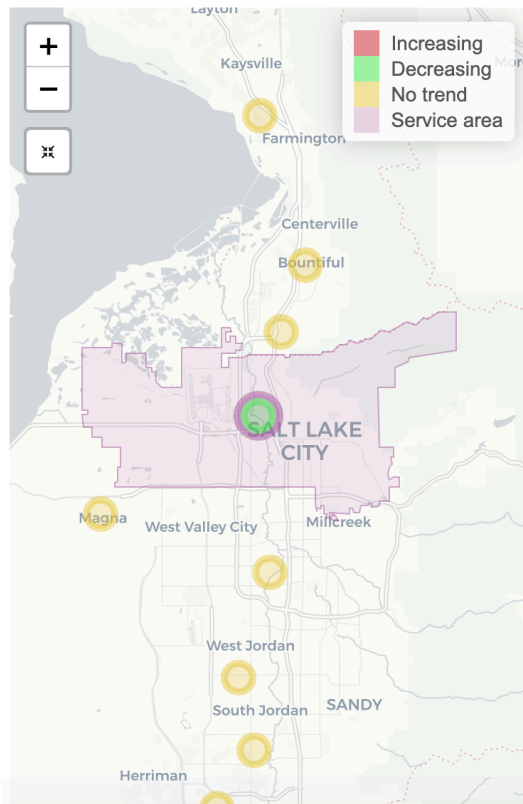 Layton
+
Kaysville
−
Increasing
Decreasing
No trend
Service area
Farmington
Centerville
Bountiful
SALT LAKE
CITY
Magna
West Valley City
Millcreek
West Jordan
SANDY
South Jordan
Herriman